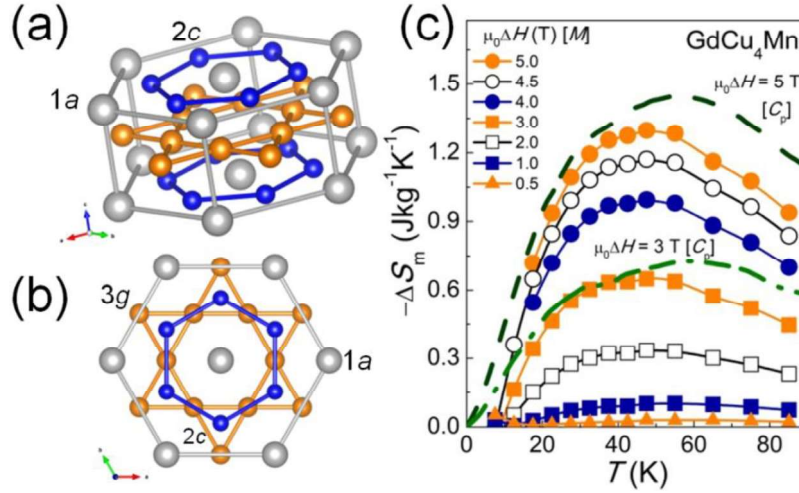 (a)
2c
1a
(b)
3g
1a
2c
(c)
μ₀ΔH(T) [M]
GdCu₄Mn
5.0
4.5
4.0
3.0
2.0
1.0
0.5
μ₀ΔH = 5 T
[Cₚ]
μ₀ΔH = 3 T [Cₚ]
-ΔSₘ (Jkg⁻¹K⁻¹)
1.5
1.2
0.9
0.6
0.3
0.0
0 20 40 60 80
T (K)